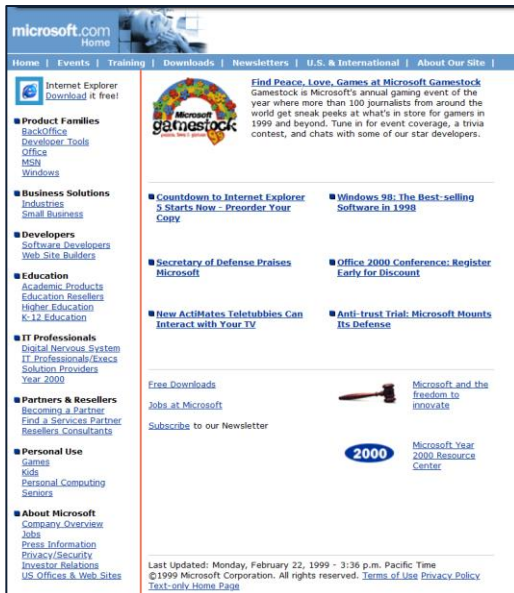 microsoft.com
Home
Home | Events | Training | Downloads | Newsletters | U.S. & International | About Our Site |
Internet Explorer
Download it free!
Product Families
BackOffice
Developer Tools
Office
MSN
Windows
Business Solutions
Industries
Small Business
Developers
Software Developers
Web Site Builders
Education
Academic Products
Education Resellers
Higher Education
K-12 Education
IT Professionals
Digital Nervous System
IT Professionals/Execs
Solution Providers
Year 2000
Partners & Resellers
Becoming a Partner
Find a Services Partner
Resellers Consultants
Personal Use
Games
Kids
Personal Computing
Seniors
About Microsoft
Company Overview
Jobs
Press Information
Privacy/Security
Investor Relations
US Offices & Web Sites
Microsoft
gamestock
Find Peace, Love, Games at Microsoft Gamestock
Gamestock is Microsoft's annual gaming event of the
year where more than 100 journalists from around the
world get sneak peeks at what's in store for gamers in
1999 and beyond. Tune in for event coverage, a trivia
contest, and chats with some of our star developers.
Countdown to Internet Explorer
5 Starts Now - Preorder Your
Copy
Windows 98: The Best-selling
Software in 1998
Secretary of Defense Praises
Microsoft
Office 2000 Conference: Register
Early for Discount
New ActiMates Teletubbies Can
Interact with Your TV
Anti-trust Trial: Microsoft Mounts
Its Defense
Free Downloads
Jobs at Microsoft
Subscribe to our Newsletter
Microsoft and the
freedom to
innovate
2000
Microsoft Year
2000 Resource
Center
Last Updated: Monday, February 22, 1999 - 3:36 p.m. Pacific Time
©1999 Microsoft Corporation. All rights reserved. Terms of Use Privacy Policy
Text-only Home Page